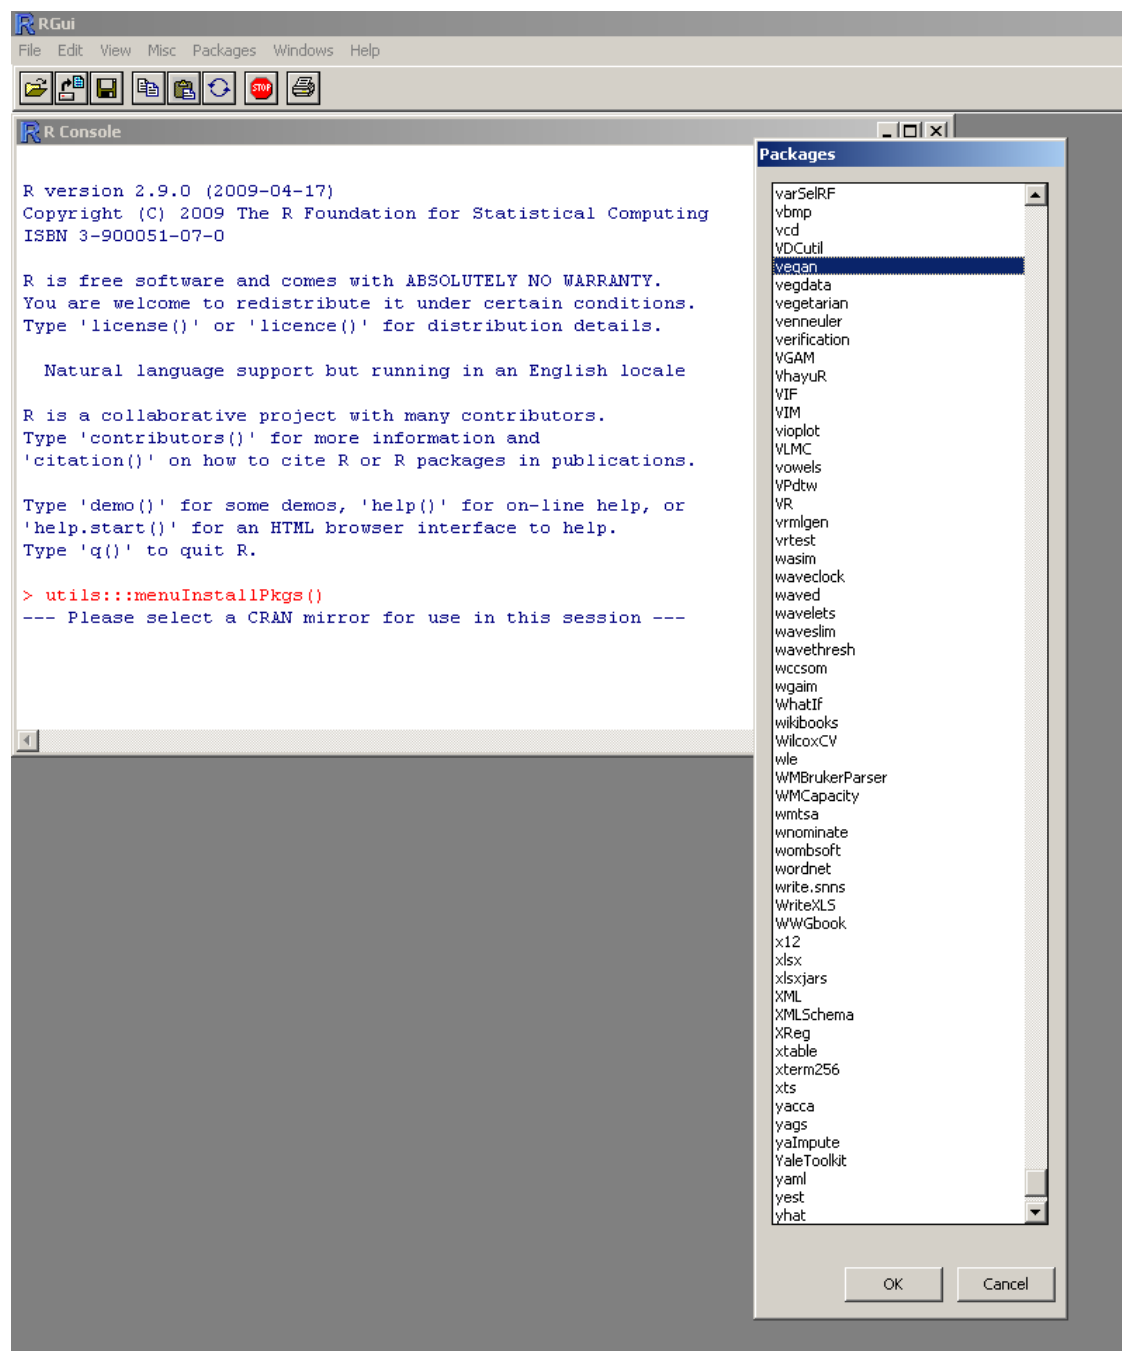 RGui
File Edit View Misc Packages Windows Help
STOP
R Console
R version 2.9.0 (2009-04-17)
Copyright (C) 2009 The R Foundation for Statistical Computing
ISBN 3-900051-07-0
R is free software and comes with ABSOLUTELY NO WARRANTY.
You are welcome to redistribute it under certain conditions.
Type 'license()' or 'licence()' for distribution details.
Natural language support but running in an English locale
R is a collaborative project with many contributors.
Type 'contributors()' for more information and
'citation()' on how to cite R or R packages in publications.
Type 'demo()' for some demos, 'help()' for on-line help, or
'help.start()' for an HTML browser interface to help.
Type 'q()' to quit R.
> utils:::menuInstallPkgs()
--- Please select a CRAN mirror for use in this session ---
Packages
varSelRF
vbmp
vcd
VDCutil
vegan
vegdata
vegetarian
venneuler
verification
VGAM
VhayuR
VIF
VIM
vioplot
VLMC
vowels
VPdtw
VR
vrmlgen
vrtest
wasim
waveclock
waved
wavelets
waveslim
wavethresh
wccsom
wgaim
WhatIf
wikibooks
WilcoxCV
wle
WMBrukerParser
WMCapacity
wmtsa
wnominate
wombsoft
wordnet
write.snns
WriteXLS
WWGbook
x12
xlsx
xlsxjars
XML
XMLSchema
XReg
xtable
xterm256
xts
yacca
yags
yaImpute
YaleToolkit
yaml
yest
yhat
OK Cancel